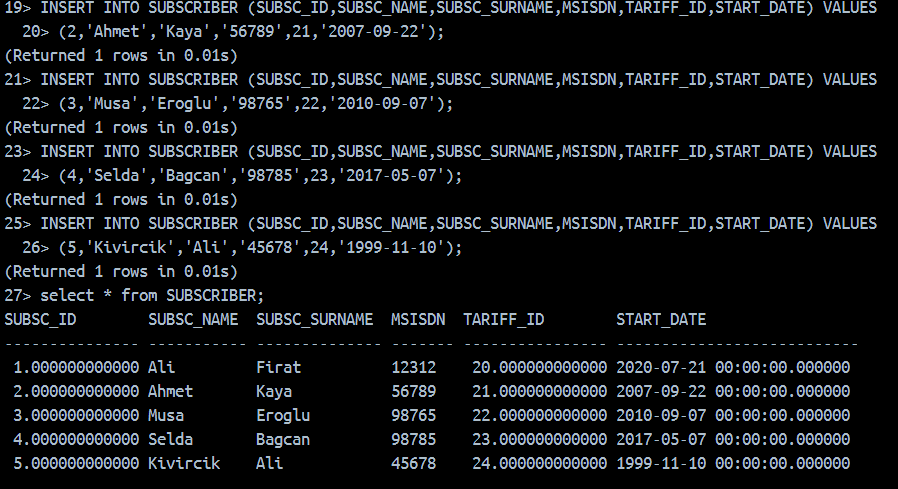 19> INSERT INTO SUBSCRIBER (SUBSC_ID,SUBSC_NAME,SUBSC_SURNAME,MSISDN,TARIFF_ID,START_DATE) VALUES
  20> (2,'Ahmet','Kaya','56789',21,'2007-09-22');
(Returned 1 rows in 0.01s)
21> INSERT INTO SUBSCRIBER (SUBSC_ID,SUBSC_NAME,SUBSC_SURNAME,MSISDN,TARIFF_ID,START_DATE) VALUES
  22> (3,'Musa','Eroglu','98765',22,'2010-09-07');
(Returned 1 rows in 0.01s)
23> INSERT INTO SUBSCRIBER (SUBSC_ID,SUBSC_NAME,SUBSC_SURNAME,MSISDN,TARIFF_ID,START_DATE) VALUES
  24> (4,'Selda','Bagcan','98785',23,'2017-05-07');
(Returned 1 rows in 0.01s)
25> INSERT INTO SUBSCRIBER (SUBSC_ID,SUBSC_NAME,SUBSC_SURNAME,MSISDN,TARIFF_ID,START_DATE) VALUES
  26> (5,'Kivircik','Ali','45678',24,'1999-11-10');
(Returned 1 rows in 0.01s)
27> select * from SUBSCRIBER;
SUBSC_ID        SUBSC_NAME  SUBSC_SURNAME  MSISDN  TARIFF_ID        START_DATE
--------------- ----------- -------------- ------- ---------------- ---------------------------
 1.000000000000 Ali         Firat          12312    20.000000000000 2020-07-21 00:00:00.000000
 2.000000000000 Ahmet       Kaya           56789    21.000000000000 2007-09-22 00:00:00.000000
 3.000000000000 Musa        Eroglu         98765    22.000000000000 2010-09-07 00:00:00.000000
 4.000000000000 Selda       Bagcan         98785    23.000000000000 2017-05-07 00:00:00.000000
 5.000000000000 Kivircik    Ali            45678    24.000000000000 1999-11-10 00:00:00.000000